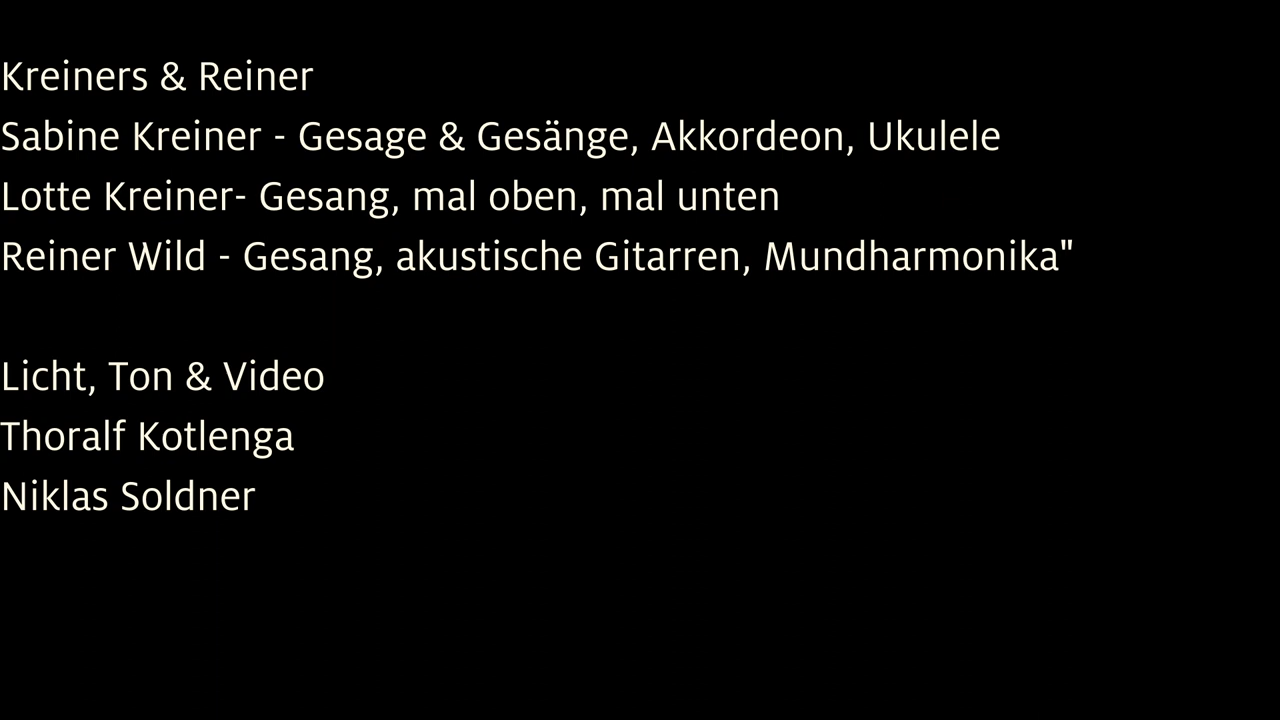 Kreiners & Reiner
Sabine Kreiner - Gesage & Gesänge, Akkordeon, Ukulele
Lotte Kreiner- Gesang, mal oben, mal unten
Reiner Wild - Gesang, akustische Gitarren, Mundharmonika"
Licht, Ton & Video
Thoralf Kotlenga
Niklas Soldner